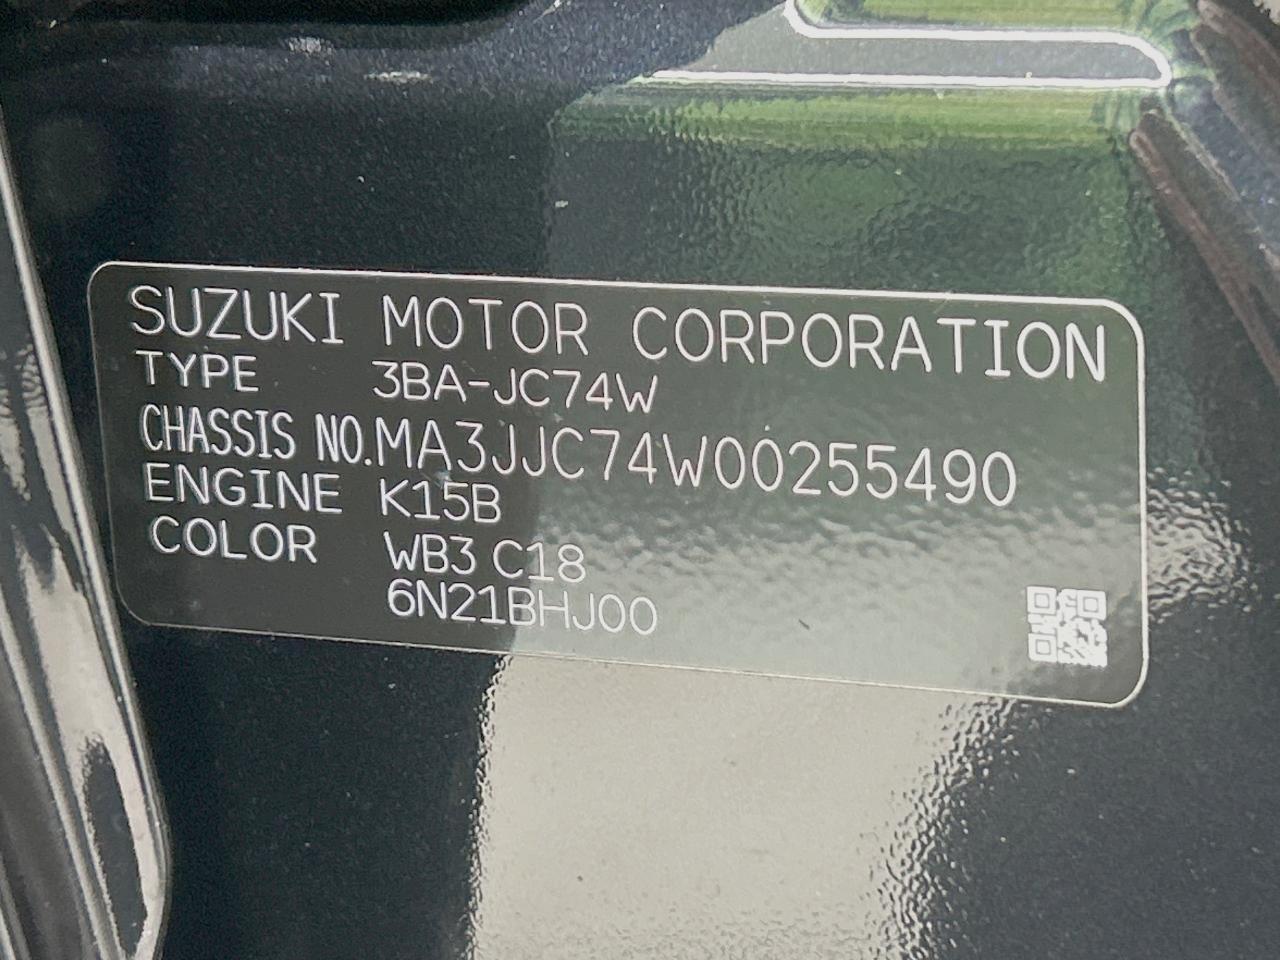 SUZUKI MOTOR CORPORATION
TYPE 3BA-JC74W
CHASSIS NO.MA3JJC74W00255490
ENGINE K15B
COLOR WB3 C18
6N21BHJ00